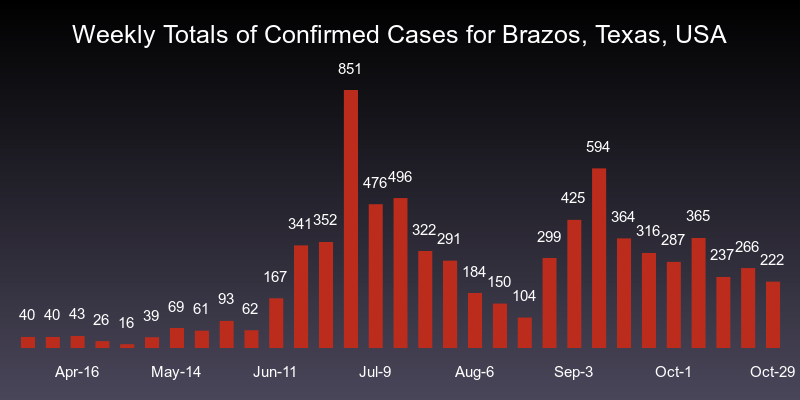 Weekly Totals of Confirmed Cases for Brazos, Texas, USA
40 40 43 26 16 39 69 61 93 62 167 341 352 851 476 496 322 291 184 150 104 299 425 594 364 316 287 365 237 266 222
Apr-16 May-14 Jun-11 Jul-9 Aug-6 Sep-3 Oct-1 Oct-29